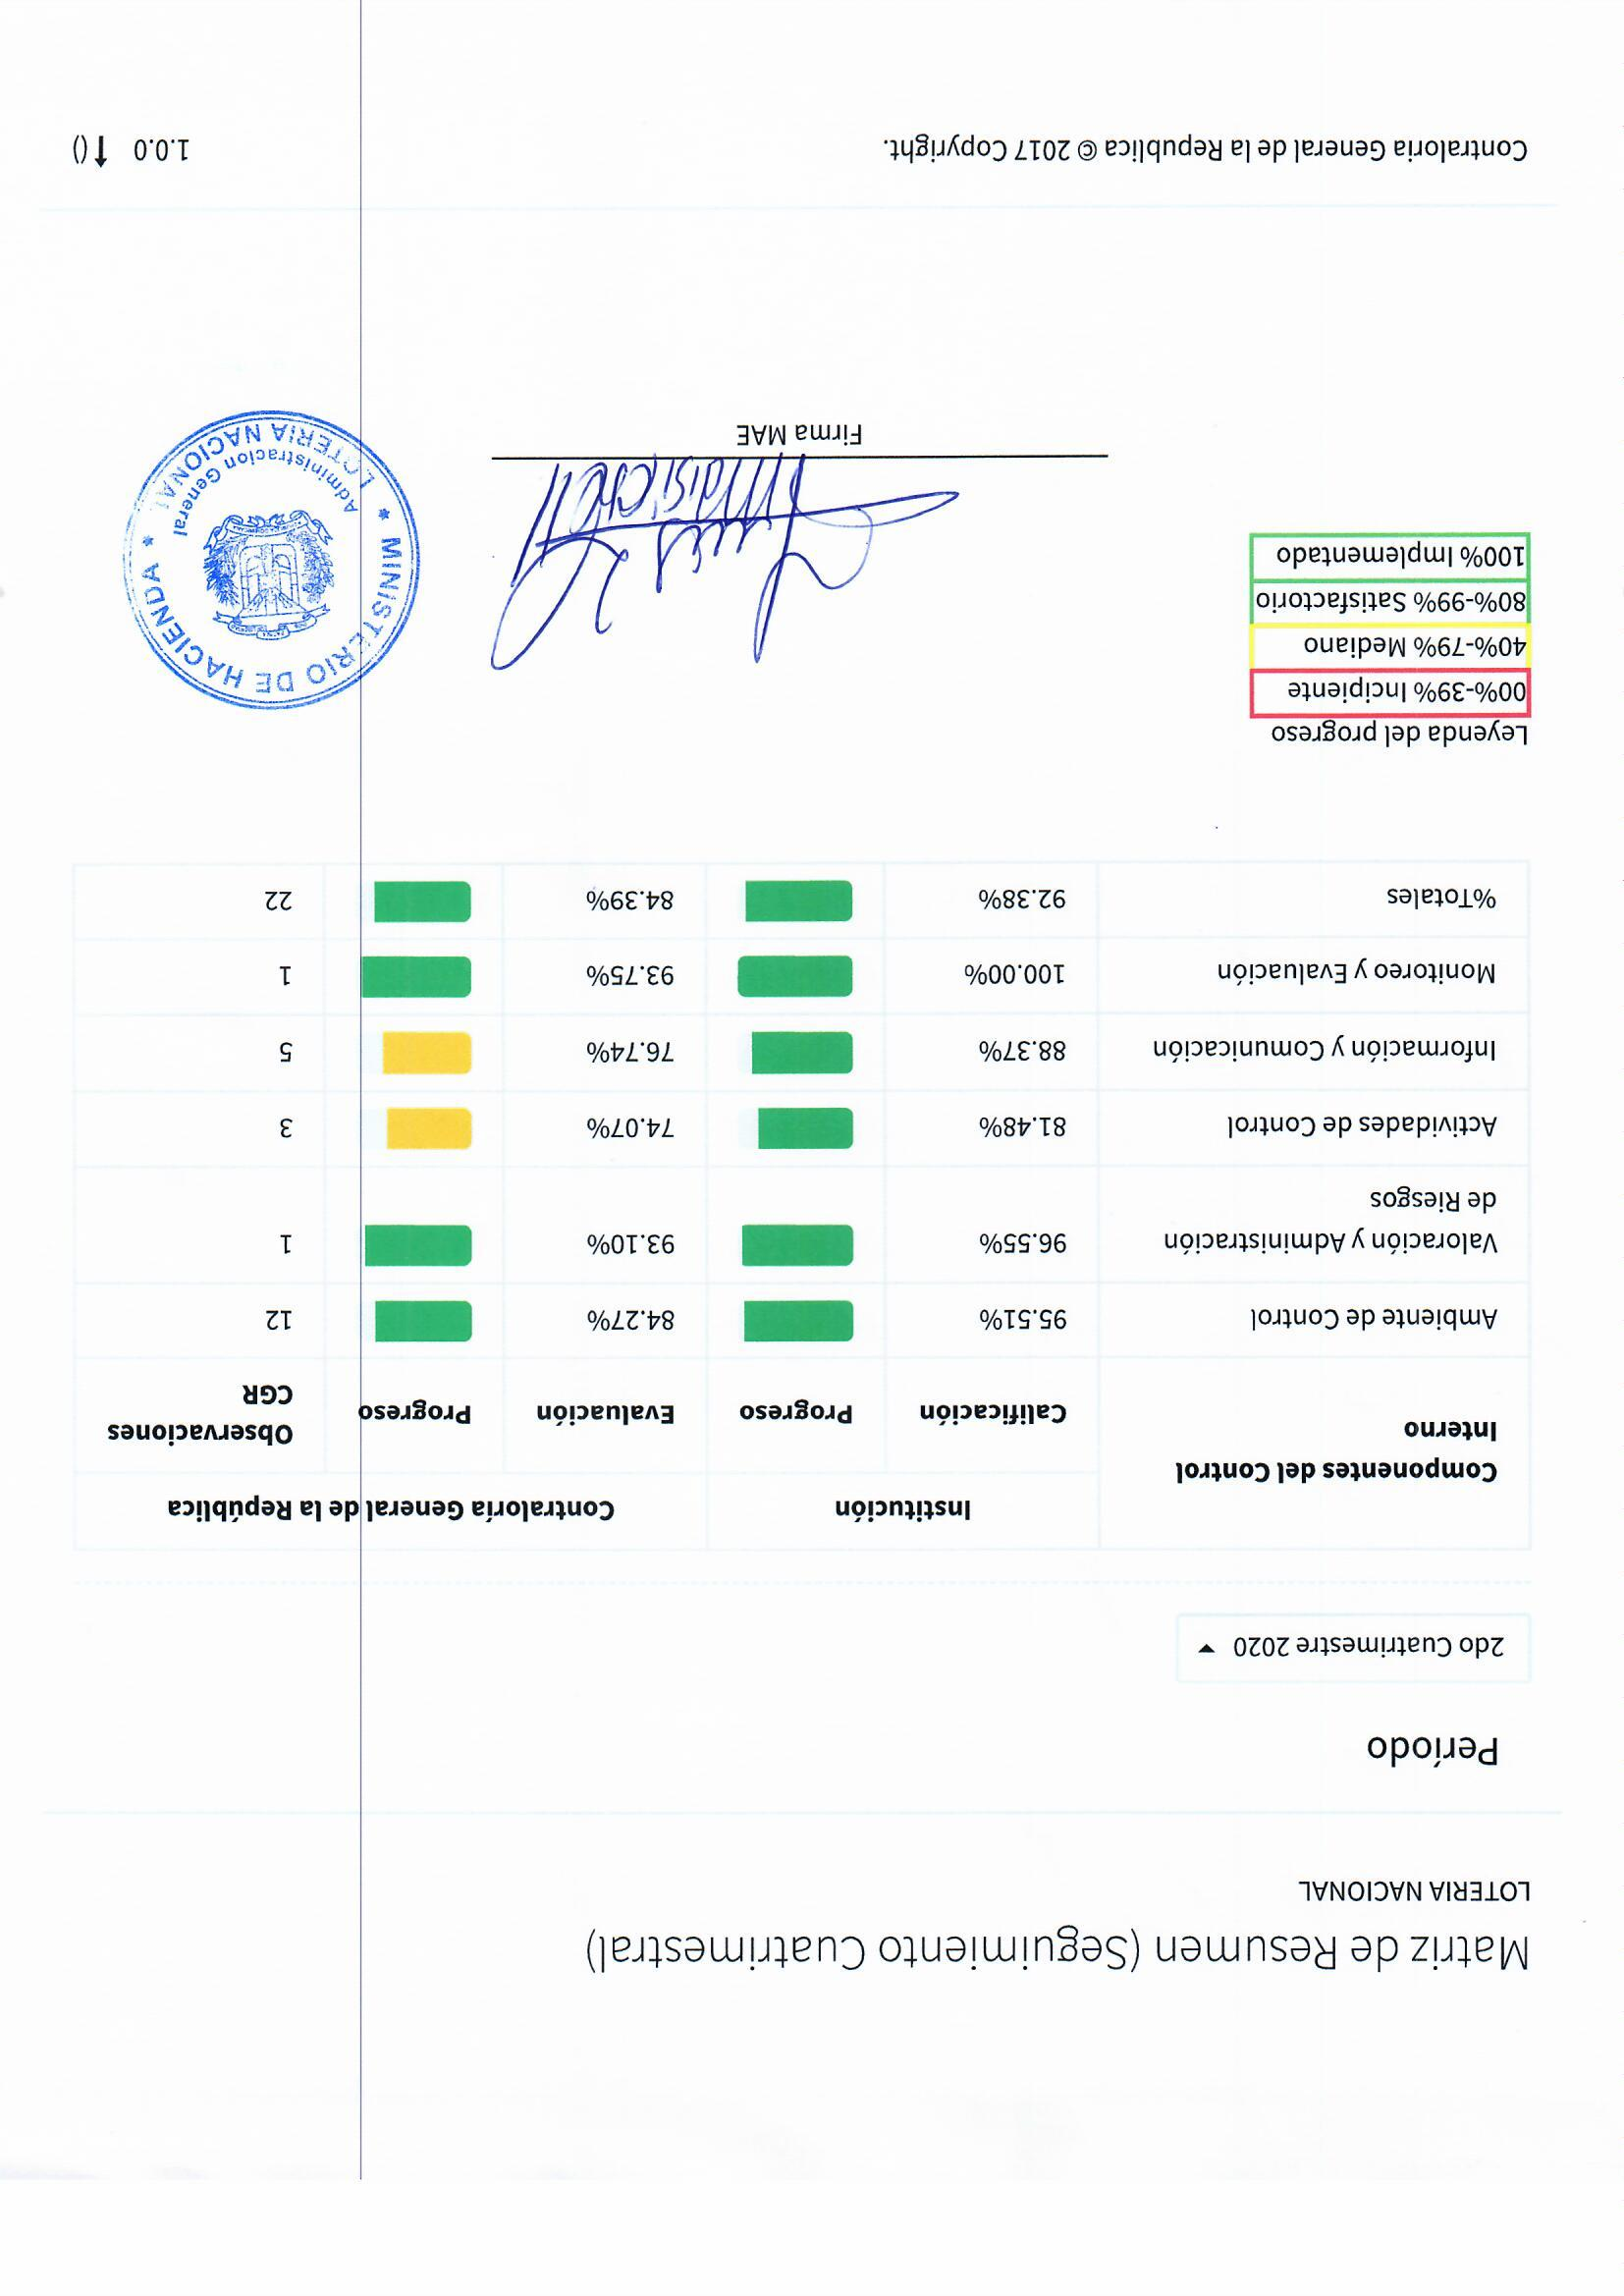 Matriz de Resumen (Seguimiento Cuatrimestral)
LOTERIA NACIONAL
Período
2do Cuatrimestre 2020
Componentes del Control Interno Institución Contraloría General de la República
Calificación Progreso Evaluación Progreso Observaciones CGR
Ambiente de Control 95.51% 84.27% 12
Valoración y Administración de Riesgos 96.55% 93.10% 1
Actividades de Control 81.48% 74.07% 3
Información y Comunicación 88.37% 76.74% 5
Monitoreo y Evaluación 100.00% 93.75% 1
%Totales 92.38% 84.39% 22
Leyenda del progreso
00%-39% Incipiente
40%-79% Mediano
80%-99% Satisfactorio
100% Implementado
Firma MAE
MINISTERIO DE HACIENDA
Administracion General
LOTERIA NACIONAL
Contraloria General de la Republica © 2017 Copyright.
1.0.0 ()